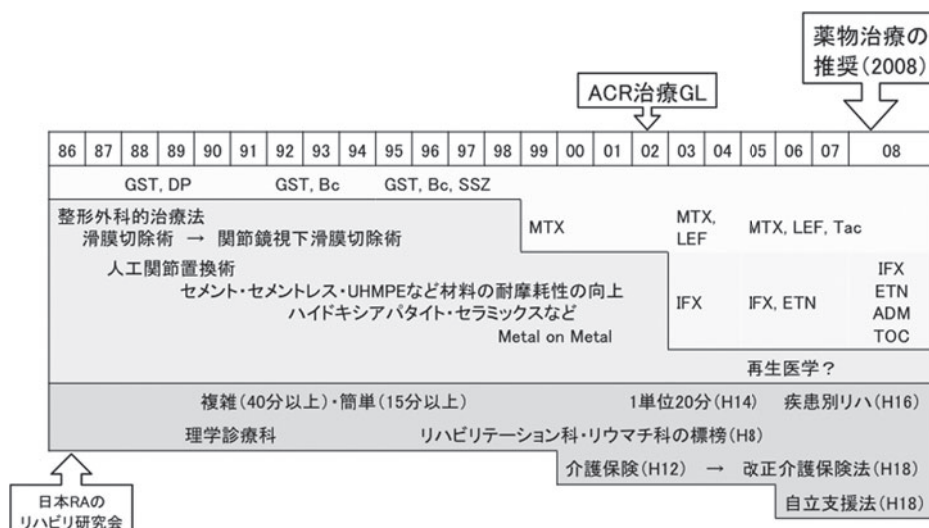 薬物治療の
推奨(2008)
ACR治療GL
86 87 88 89 90 91 92 93 94 95 96 97 98 99 00 01 02 03 04 05 06 07 08
GST, DP GST, Bc GST, Bc, SSZ
整形外科的治療法
滑膜切除術 → 関節鏡視下滑膜切除術
MTX
MTX,
LEF
MTX, LEF, Tac
人工関節置換術
セメント・セメントレス・UHMPEなど材料の耐摩耗性の向上
ハイドキシアパタイト・セラミックスなど
Metal on Metal
IFX
IFX, ETN
IFX
ETN
ADM
TOC
再生医学?
複雑(40分以上)・簡単(15分以上) 1単位20分(H14) 疾患別リハ(H16)
理学診療科 リハビリテーション科・リウマチ科の標榜(H8)
介護保険(H12) → 改正介護保険法(H18)
自立支援法(H18)
日本RAの
リハビリ研究会